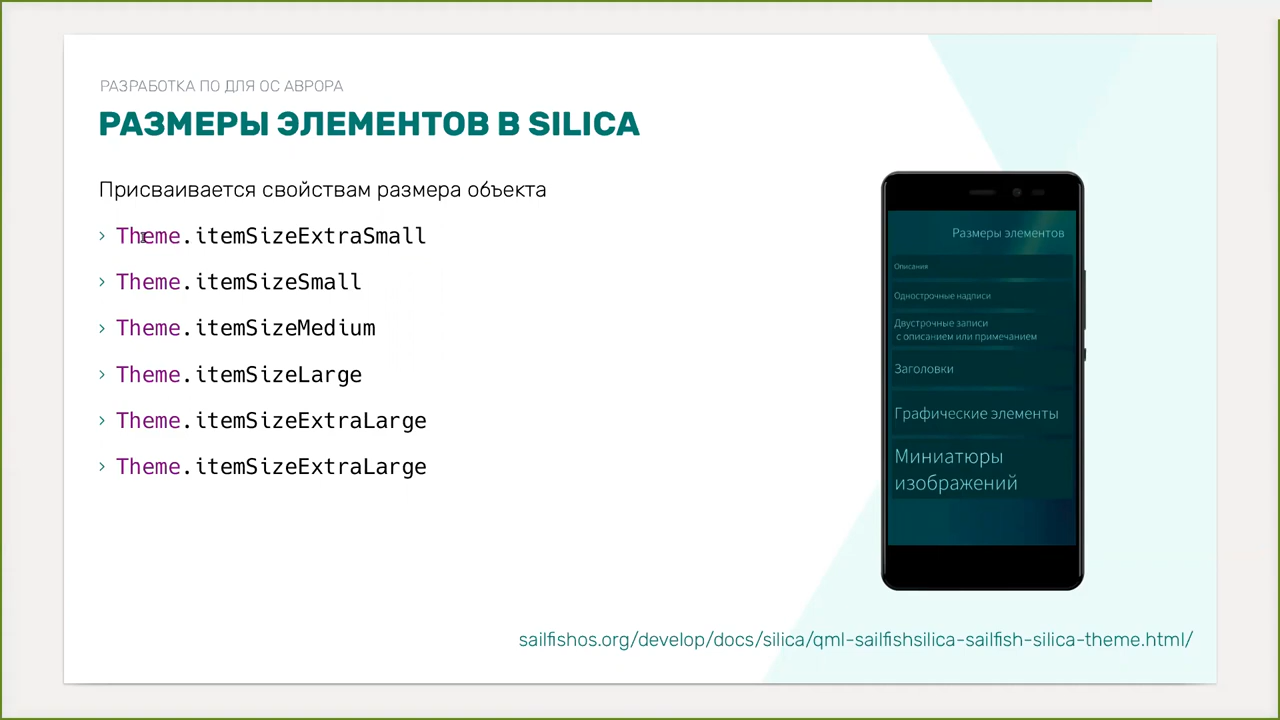 РАЗРАБОТКА ПО ДЛЯ ОС АВРОРА
РАЗМЕРЫ ЭЛЕМЕНТОВ В SILICA
Присваивается свойствам размера объекта
› Theme.itemSizeExtraSmall
› Theme.itemSizeSmall
› Theme.itemSizeMedium
› Theme.itemSizeLarge
› Theme.itemSizeExtraLarge
› Theme.itemSizeExtraLarge
Размеры элементов
Описания
Однострочные надписи
Двустрочные записи
с описанием или примечанием
Заголовки
Графические элементы
Миниатюры
изображений
sailfishos.org/develop/docs/silica/qml-sailfishsilica-sailfish-silica-theme.html/